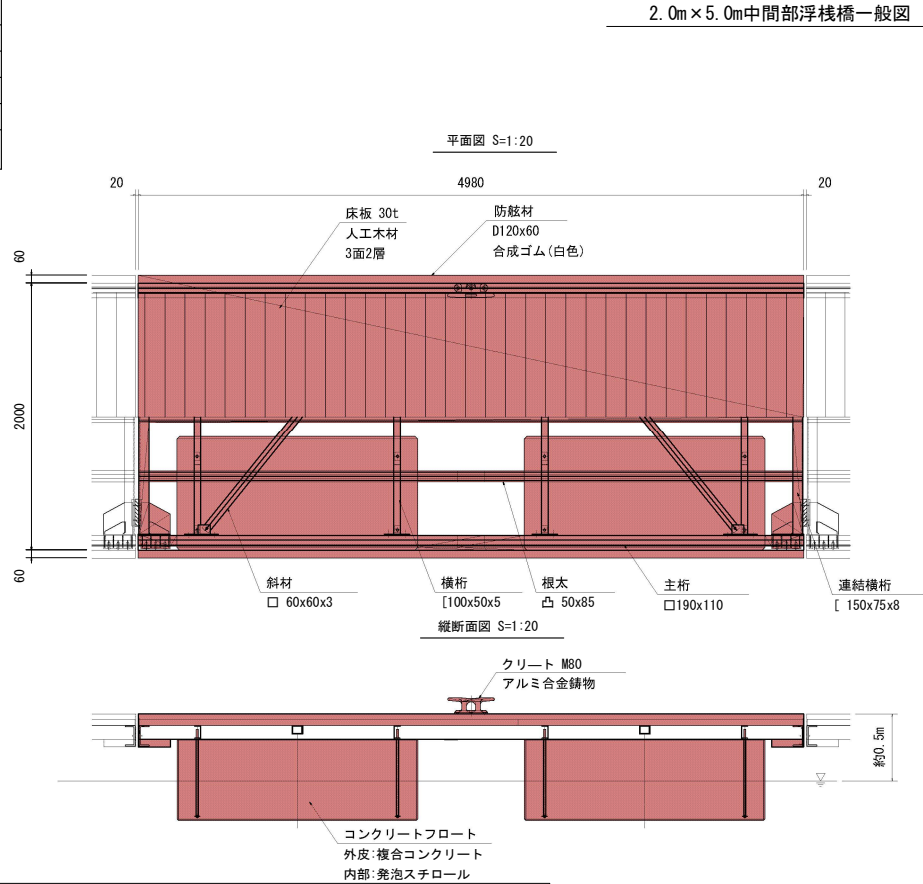 2.0m×5.0m中間部浮桟橋一般図
平面図 S=1:20
20
4980
20
床板 30t
人工木材
3面2層
防舷材
D120x60
合成ゴム(白色)
60
2000
60
斜材
□ 60x60x3
横桁
[100x50x5
根太
凸 50x85
主桁
□190x110
連結横桁
[ 150x75x8
縦断面図 S=1:20
クリート M80
アルミ合金鋳物
約0.5m
コンクリートフロート
外皮:複合コンクリート
内部:発泡スチロール